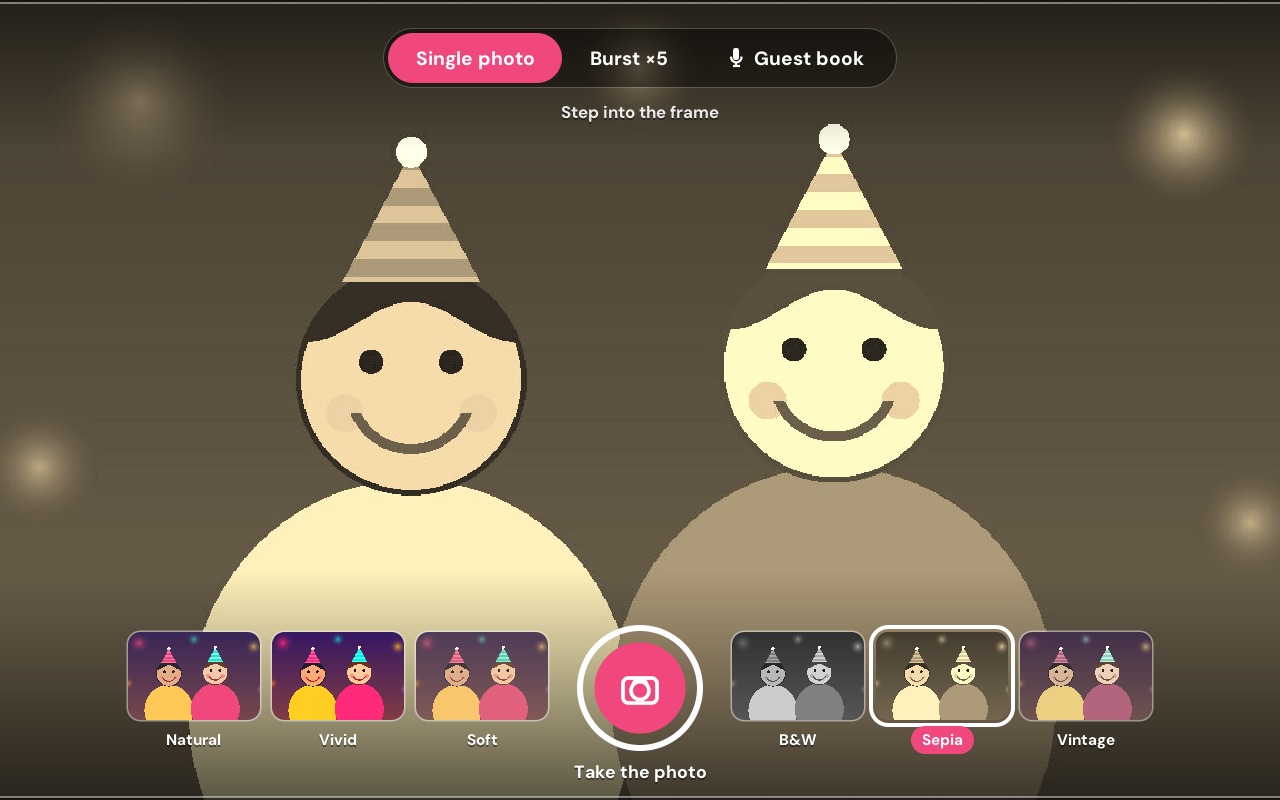 Single photo
Burst ×5
Guest book
Step into the frame
Natural
Vivid
Soft
B&W
Sepia
Vintage
Take the photo